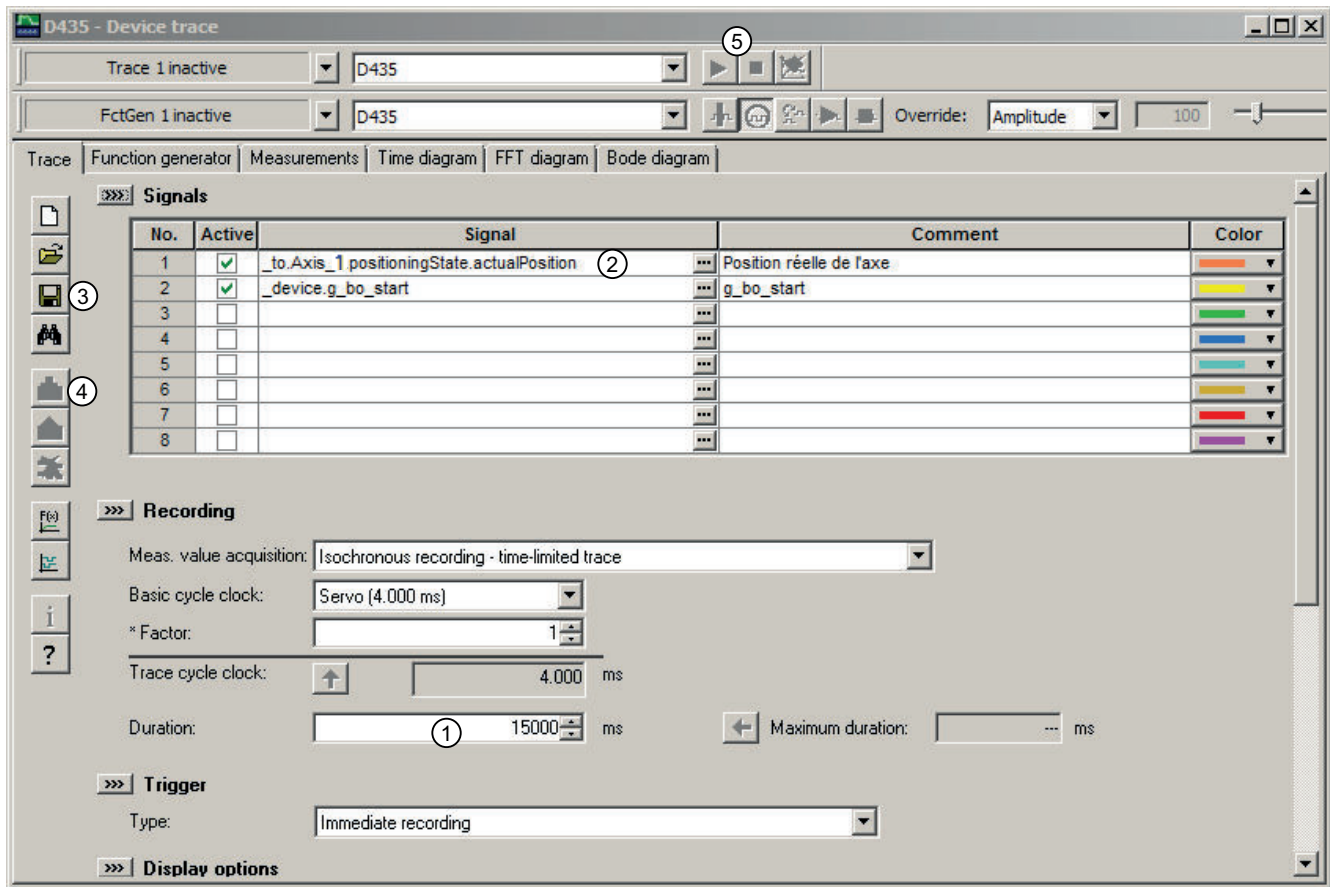 D435 - Device trace
5
Trace 1 inactive D435
FctGen 1 inactive D435 Override: Amplitude 100
Trace Function generator Measurements Time diagram FFT diagram Bode diagram
>>> Signals
No. Active Signal Comment Color
1 _to.Axis_1.positioningState.actualPosition 2 ... Position réelle de l'axe
2 _device.g_bo_start ... g_bo_start
3
3 ...
4 ...
5 ...
4
6 ...
7 ...
8 ...
F(x)
>>> Recording
Meas. value acquisition: Isochronous recording - time-limited trace
Basic cycle clock: Servo (4.000 ms)
i
* Factor: 1
?
Trace cycle clock: 4.000 ms
Duration: 1 15000 ms Maximum duration: --- ms
>>> Trigger
Type: Immediate recording
>>> Display options